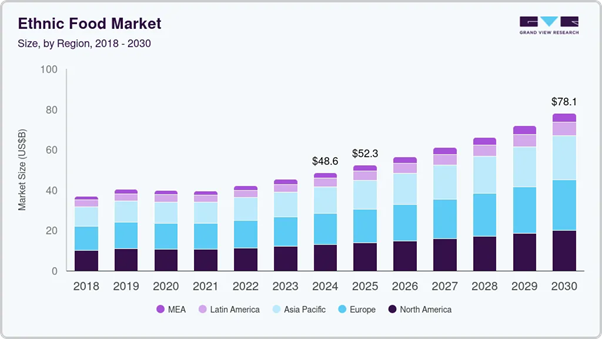 Ethnic Food Market
Size, by Region, 2018 - 2030
GRAND VIEW RESEARCH
Market Size (US$B)
100
80
60
40
20
0
$48.6
$52.3
$78.1
2018 2019 2020 2021 2022 2023 2024 2025 2026 2027 2028 2029 2030
MEA Latin America Asia Pacific Europe North America